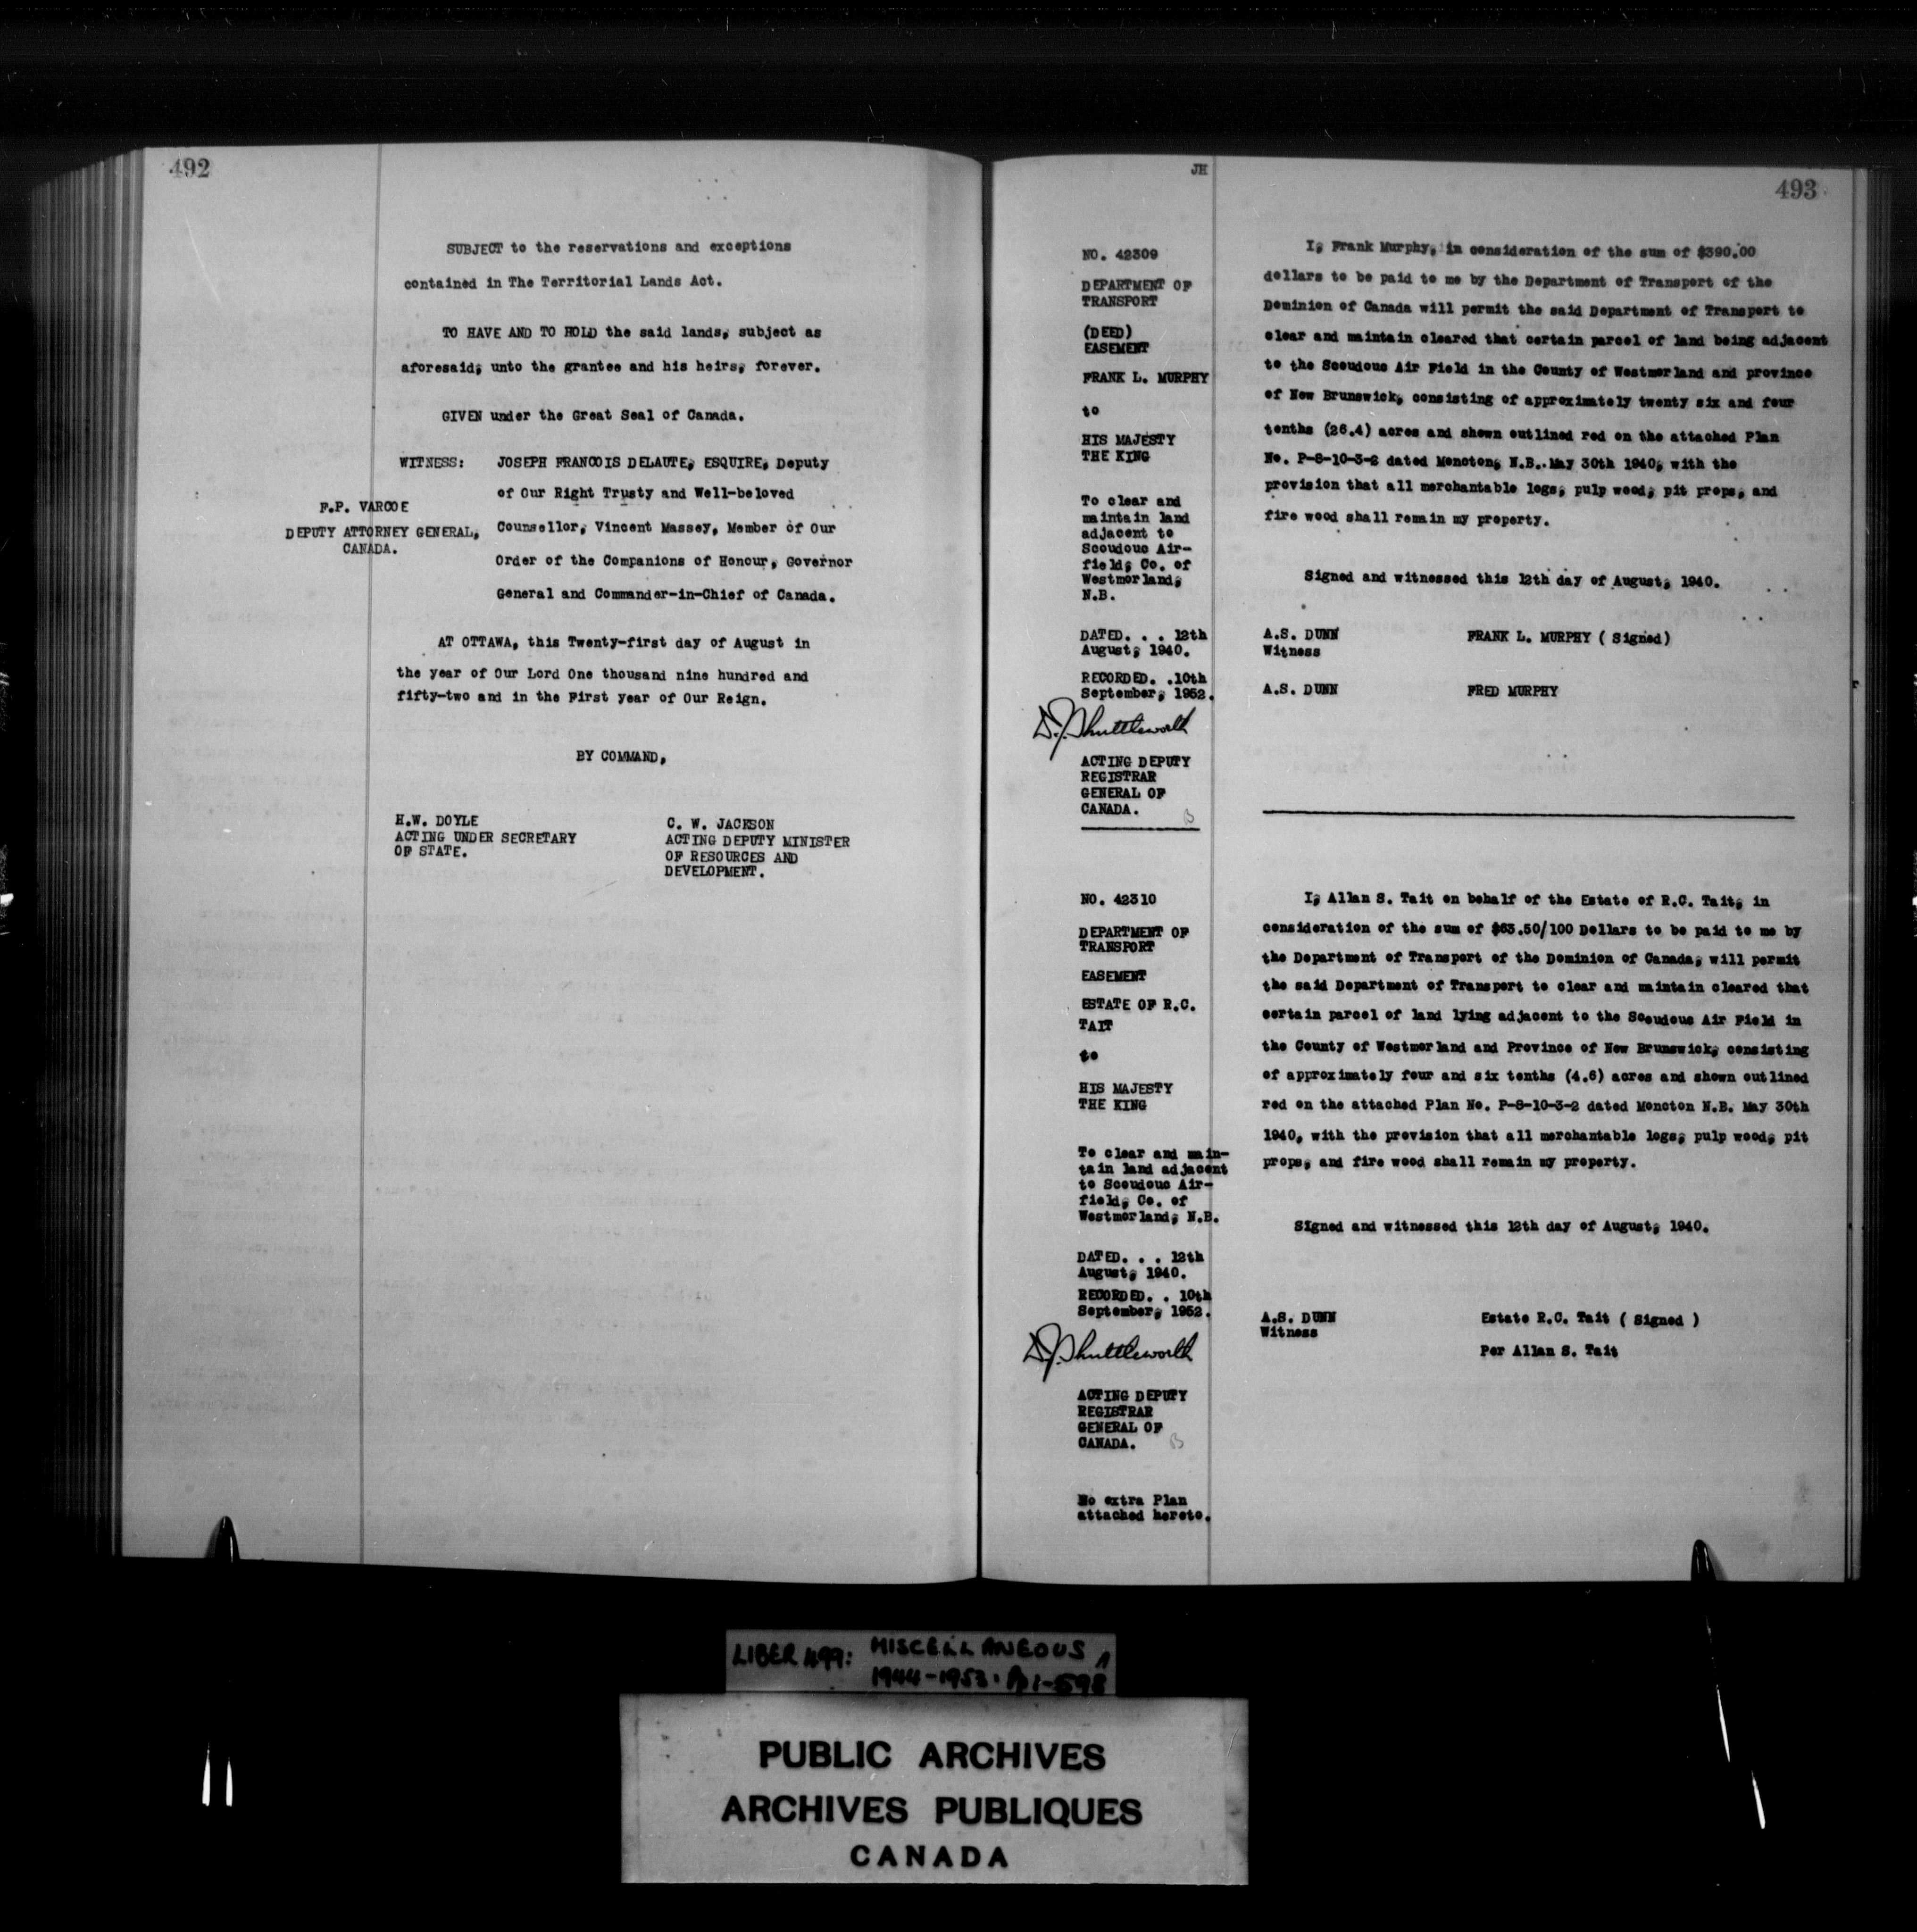 492
SUBJECT to the reservations and exceptions
contained in The Territorial Lands Act.
TO HAVE AND TO HOLD the said lands, subject as
aforesaid, unto the grantee and his heirs, forever.
GIVEN under the Great Seal of Canada.
WITNESS: JOSEPH FRANCOIS DELAUTE, ESQUIRE, Deputy
of Our Right Trusty and Well-beloved
Counsellor, Vincent Massey, Member of Our
Order of the Companions of Honour, Governor
General and Commander-in-Chief of Canada.
F.P. VARCOE
DEPUTY ATTORNEY GENERAL,
CANADA.
AT OTTAWA, this Twenty-first day of August in
the year of Our Lord One thousand nine hundred and
fifty-two and in the First year of Our Reign.
BY COMMAND,
H.W. DOYLE
ACTING UNDER SECRETARY
OF STATE.
C. W. JACKSON
ACTING DEPUTY MINISTER
OF RESOURCES AND
DEVELOPMENT.
JH
493
NO. 42309
DEPARTMENT OF
TRANSPORT
(DEED)
EASEMENT
FRANK L. MURPHY
to
HIS MAJESTY
THE KING
To clear and
maintain land
adjacent to
Scoudouc Air-
field, Co. of
Westmorland,
N.B.
DATED. . . 12th
August, 1940.
RECORDED. .10th
September, 1952.
D.J. Shuttleworth
ACTING DEPUTY
REGISTRAR
GENERAL OF
CANADA.
B
I, Frank Murphy, in consideration of the sum of $390.00
dollars to be paid to me by the Department of Transport of the
Dominion of Canada will permit the said Department of Transport to
clear and maintain cleared that certain parcel of land being adjacent
to the Scoudouc Air Field in the County of Westmorland and province
of New Brunswick, consisting of approximately twenty six and four
tenths (26.4) acres and shown outlined red on the attached Plan
No. P-8-10-3-2 dated Moncton, N.B. May 30th 1940, with the
provision that all merchantable logs, pulp wood, pit props, and
fire wood shall remain my property.
Signed and witnessed this 12th day of August, 1940.
A.S. DUNN FRANK L. MURPHY ( Signed)
Witness
A.S. DUNN FRED MURPHY
NO. 42310
DEPARTMENT OF
TRANSPORT
EASEMENT
ESTATE OF R.C.
TAIT
to
HIS MAJESTY
THE KING
To clear and main-
tain land adjacent
to Scoudouc Air-
field, Co. of
Westmorland, N.B.
DATED. . . 12th
August, 1940.
RECORDED. . 10th
September, 1952.
D.J. Shuttleworth
ACTING DEPUTY
REGISTRAR
GENERAL OF
CANADA.
B
No extra Plan
attached hereto.
I, Allan S. Tait on behalf of the Estate of R.C. Tait, in
consideration of the sum of $63.50/100 Dollars to be paid to me by
the Department of Transport of the Dominion of Canada, will permit
the said Department of Transport to clear and maintain cleared that
certain parcel of land lying adjacent to the Scoudouc Air Field in
the County of Westmorland and Province of New Brunswick, consisting
of approximately four and six tenths (4.6) acres and shown outlined
red on the attached Plan No. P-8-10-3-2 dated Moncton N.B. May 30th
1940, with the provision that all merchantable logs, pulp wood, pit
props, and fire wood shall remain my property.
Signed and witnessed this 12th day of August, 1940.
A.S. DUNN Estate R.C. Tait ( Signed )
Witness
Per Allan S. Tait
LIBER 499: MISCELLANEOUS
1944-1953. Pp 1-598
PUBLIC ARCHIVES
ARCHIVES PUBLIQUES
CANADA